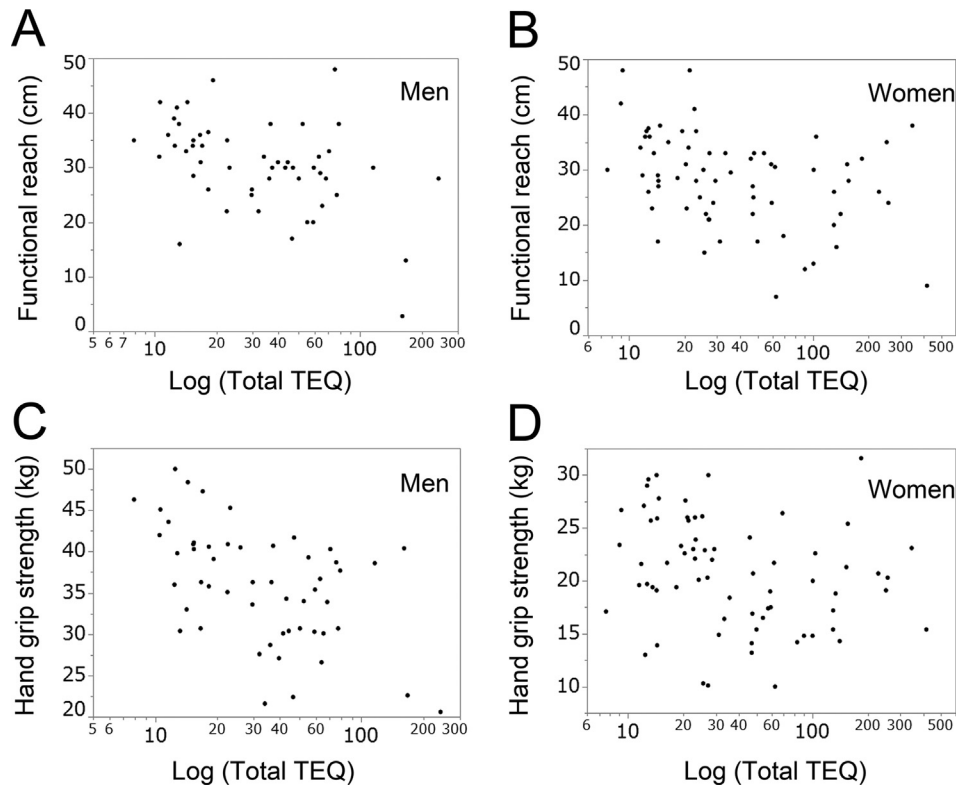 A
Functional reach (cm)
50
40
30
20
10
0
Men
5 6 7 10 20 30 40 60 100 200 300
Log (Total TEQ)
B
Functional reach (cm)
50
40
30
20
10
0
Women
6 10 20 30 40 60 100 200 300 500
Log (Total TEQ)
C
Hand grip strength (kg)
50
45
40
35
30
25
20
Men
5 6 10 20 30 40 60 100 200 300
Log (Total TEQ)
D
Hand grip strength (kg)
30
25
20
15
10
Women
6 10 20 30 40 60 100 200 300 500
Log (Total TEQ)